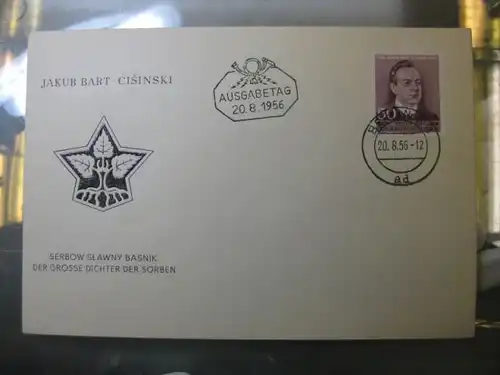 JAKUB BART-ĆIŠINSKI
AUSGABETAG
20.8.1956
50
20.8.56-12
ad
SERBOW SŁAWNY BASNIK
DER GROSSE DICHTER DER SORBEN